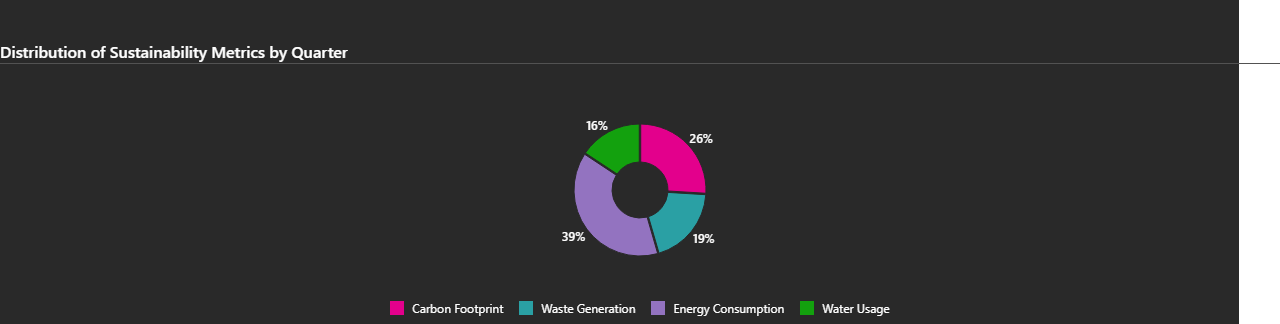 Distribution of Sustainability Metrics by Quarter
16%
26%
39%
19%
Carbon Footprint Waste Generation Energy Consumption Water Usage